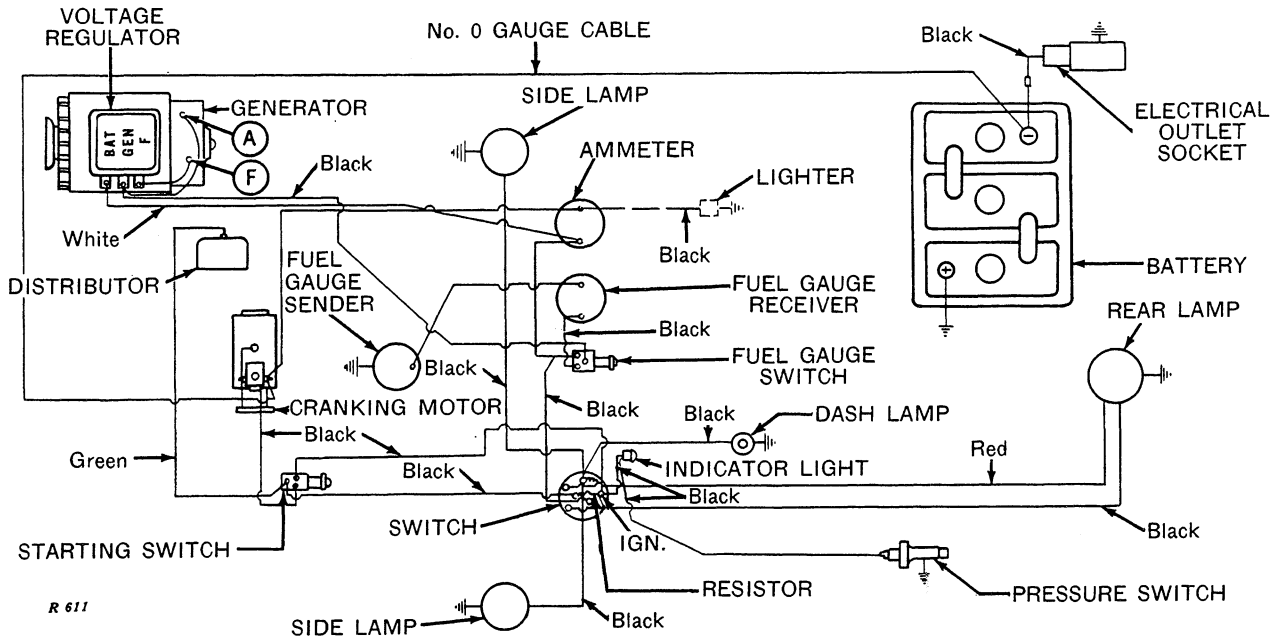 VOLTAGE
REGULATOR
No. 0 GAUGE CABLE
Black
ELECTRICAL
OUTLET
SOCKET
GENERATOR
A
F
BAT
GEN
F
Black
White
SIDE LAMP
AMMETER
LIGHTER
Black
DISTRIBUTOR
FUEL
GAUGE
SENDER
FUEL GAUGE
RECEIVER
BATTERY
Black
REAR LAMP
FUEL GAUGE
SWITCH
Black
Black
CRANKING MOTOR
Black
DASH LAMP
Black
Green
Black
INDICATOR LIGHT
Red
Black
SWITCH
IGN.
Black
STARTING SWITCH
RESISTOR
PRESSURE SWITCH
R 611
SIDE LAMP
Black